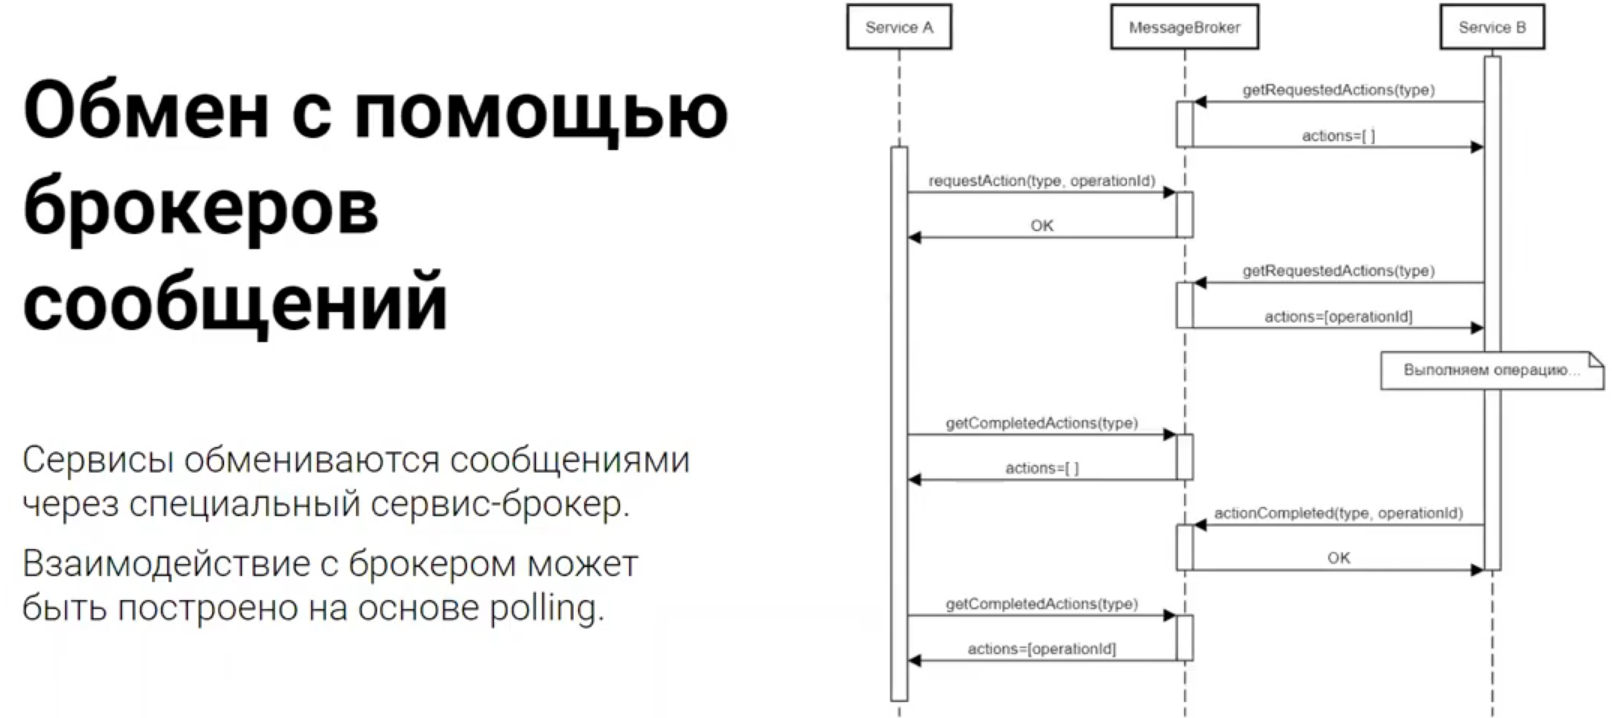 Обмен с помощью
брокеров
сообщений
Сервисы обмениваются сообщениями
через специальный сервис-брокер.
Взаимодействие с брокером может
быть построено на основе polling.
Service A
MessageBroker
Service B
getRequestedActions(type)
actions=[ ]
requestAction(type, operationId)
OK
getRequestedActions(type)
actions=[operationId]
Выполняем операцию...
getCompletedActions(type)
actions=[ ]
actionCompleted(type, operationId)
OK
getCompletedActions(type)
actions=[operationId]